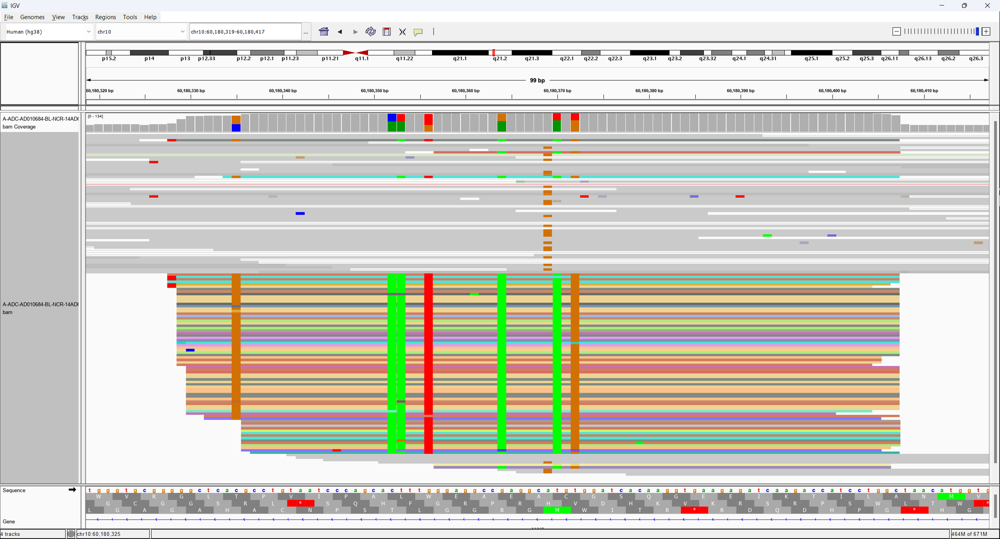 IGV
File Genomes View Tracks Regions Tools Help
Human (hg38) chr10 chr10:60,180,319-60,180,417 ...
p15.2 p14 p13 p12.33 p12.2 p12.1 p11.23 p11.21 q11.1 q11.22 q21.1 q21.2 q21.3 q22.1 q22.2 q22.3 q23.1 q23.2 q23.32 q24.1 q24.31 q25.1 q25.2 q25.3 q26.11 q26.13 q26.2 q26.3
99 bp
60,180,320 bp 60,180,330 bp 60,180,340 bp 60,180,350 bp 60,180,360 bp 60,180,370 bp 60,180,380 bp 60,180,390 bp 60,180,400 bp 60,180,410 bp
[0 - 134]
A-ADC-AD010684-BL-NCR-14AD6
bam Coverage
A-ADC-AD010684-BL-NCR-14AD6
bam
Sequence t g g g t g c g g g g g c t c a c g c c t g t a a t c c c a g c a c t t t g g g a g g c c g a g g c a t g t g g a t c a c a a g g t g a a g a g a t c a a g a c c a t c c t g g c t a a c a t g g t g
W V R G L T P V I P A L W E A E A C G S Q G E E I K T I L A N M V
G C G G S R L * S Q H F G R P R H V D H K V K R S R P S W L T W *
L G A G A H A C N P S T L G G R G M W I T R * R D Q D H P G * H G
Gene
4 tracks chr10:60,180,325 464M of 671M